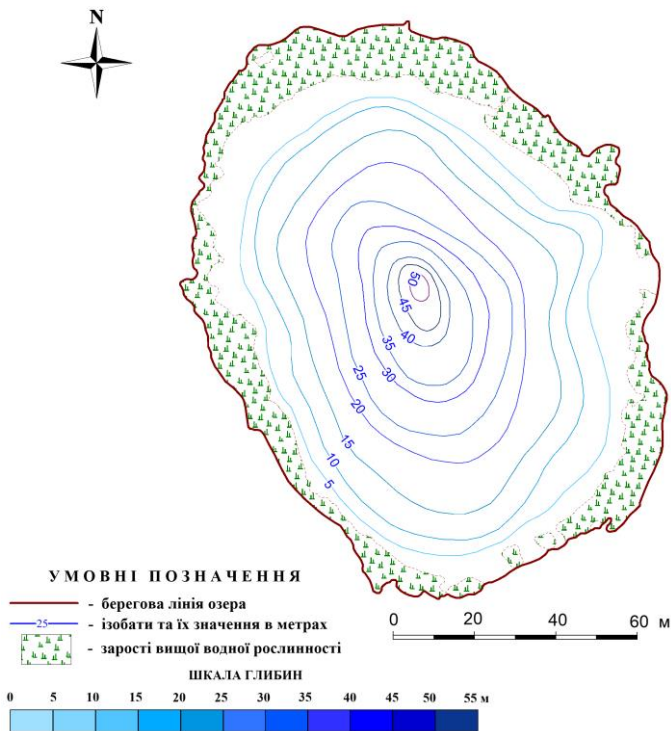 N
50
45
40
35
30
25
20
15
10
5
УМОВНІ ПОЗНАЧЕННЯ
- берегова лінія озера
25 - ізобати та їх значення в метрах
- зарості вищої водної рослинності
0 20 40 60 м
ШКАЛА ГЛИБИН
0 5 10 15 20 25 30 35 40 45 50 55 м